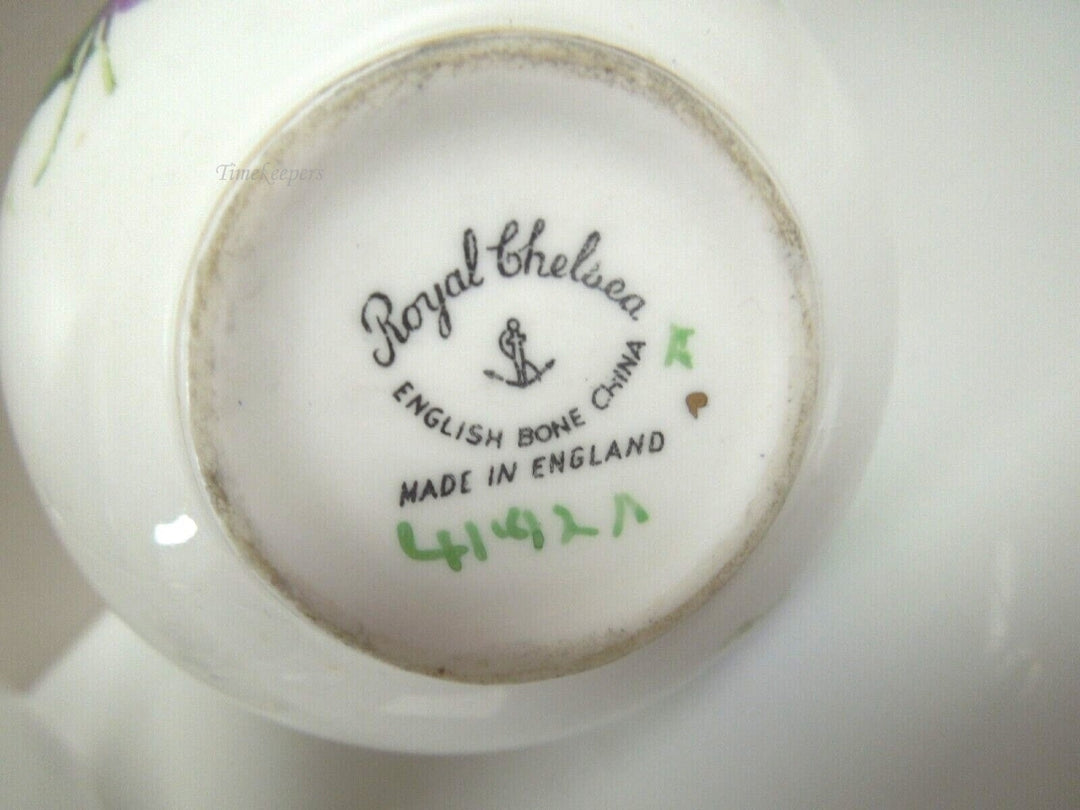 Timekeepers
Royal Chelsea
ENGLISH BONE CHINA
MADE IN ENGLAND
4142A